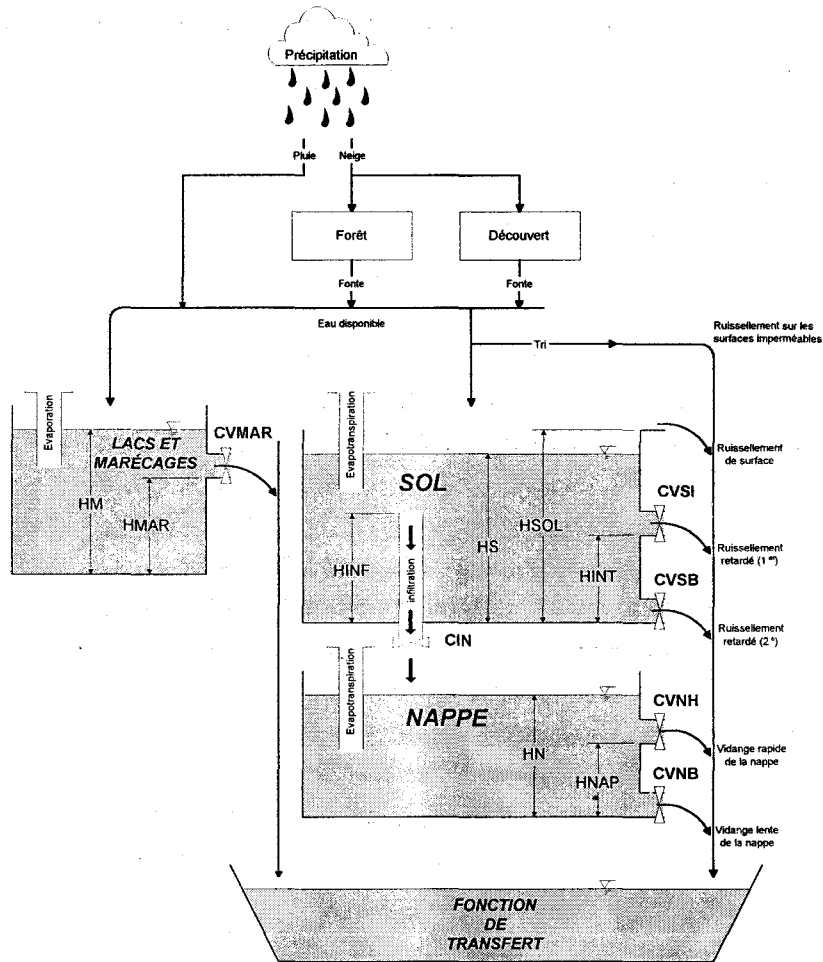 Précipitation
Pluie
Neige
Forêt
Découvert
Fonte
Fonte
Eau disponible
Ruissellement sur les
surfaces imperméables
Tri
Evaporation
LACS ET
MARÉCAGES
CVMAR
HM
HMAR
Evapotranspiration
SOL
Ruissellement
de surface
CVSI
HSOL
HS
HINF
infiltration
HINT
Ruissellement
retardé (1er)
CVSB
CIN
Ruissellement
retardé (2e)
Evapotranspiration
NAPPE
CVNH
HN
HNAP
Vidange rapide
de la nappe
CVNB
Vidange lente
de la nappe
FONCTION
DE
TRANSFERT